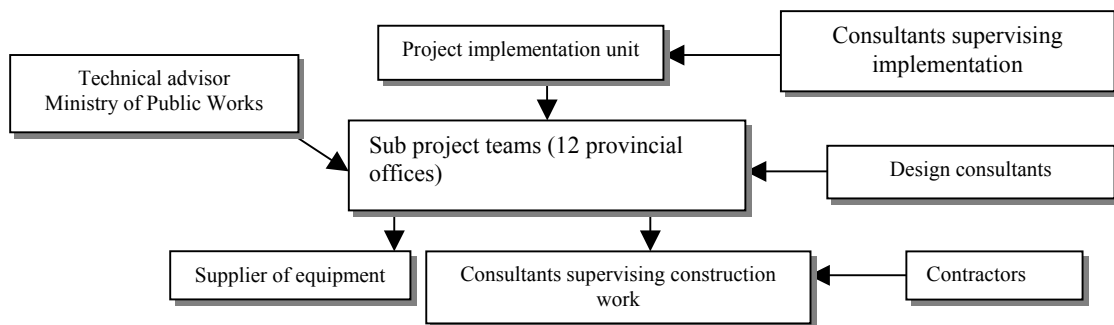 Project implementation unit
Consultants supervising
implementation
Technical advisor
Ministry of Public Works
Sub project teams (12 provincial
offices)
Design consultants
Supplier of equipment
Consultants supervising construction
work
Contractors